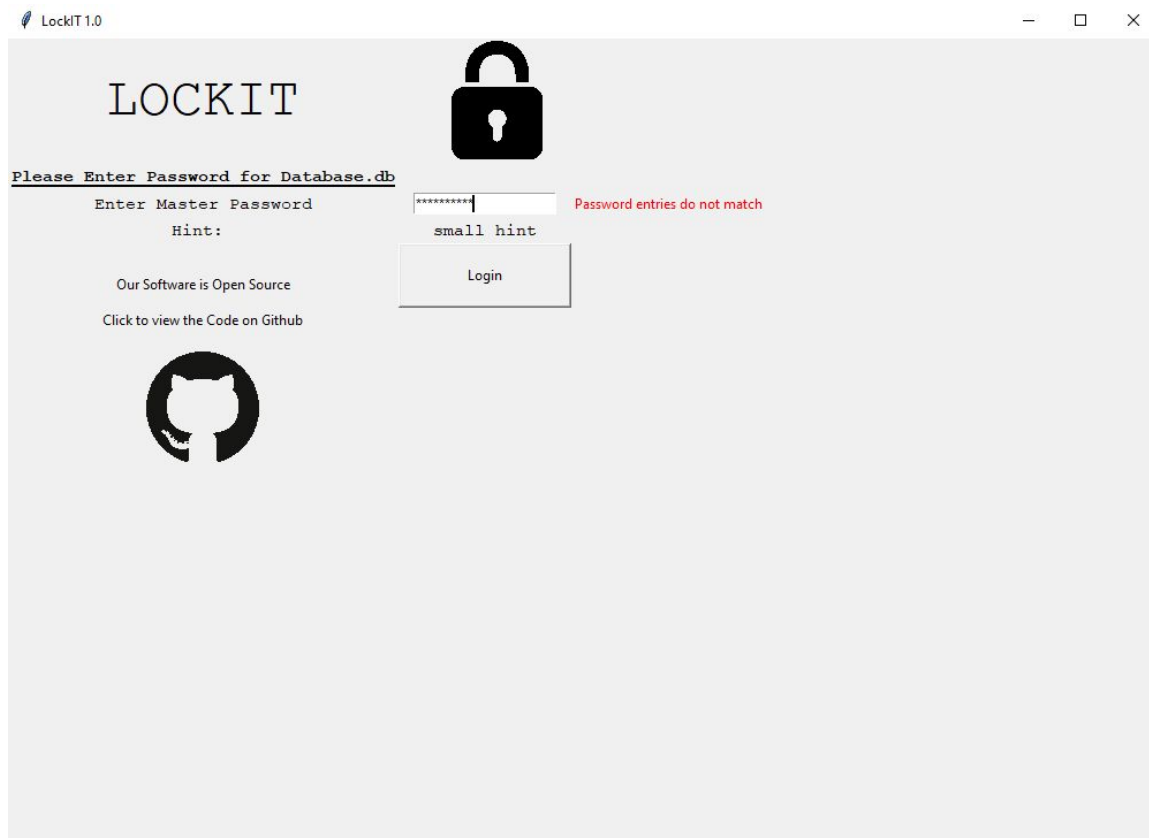 LockIT 1.0
LOCKIT
Please Enter Password for Database.db
Enter Master Password ********** Password entries do not match
Hint: small hint
Login
Our Software is Open Source
Click to view the Code on Github